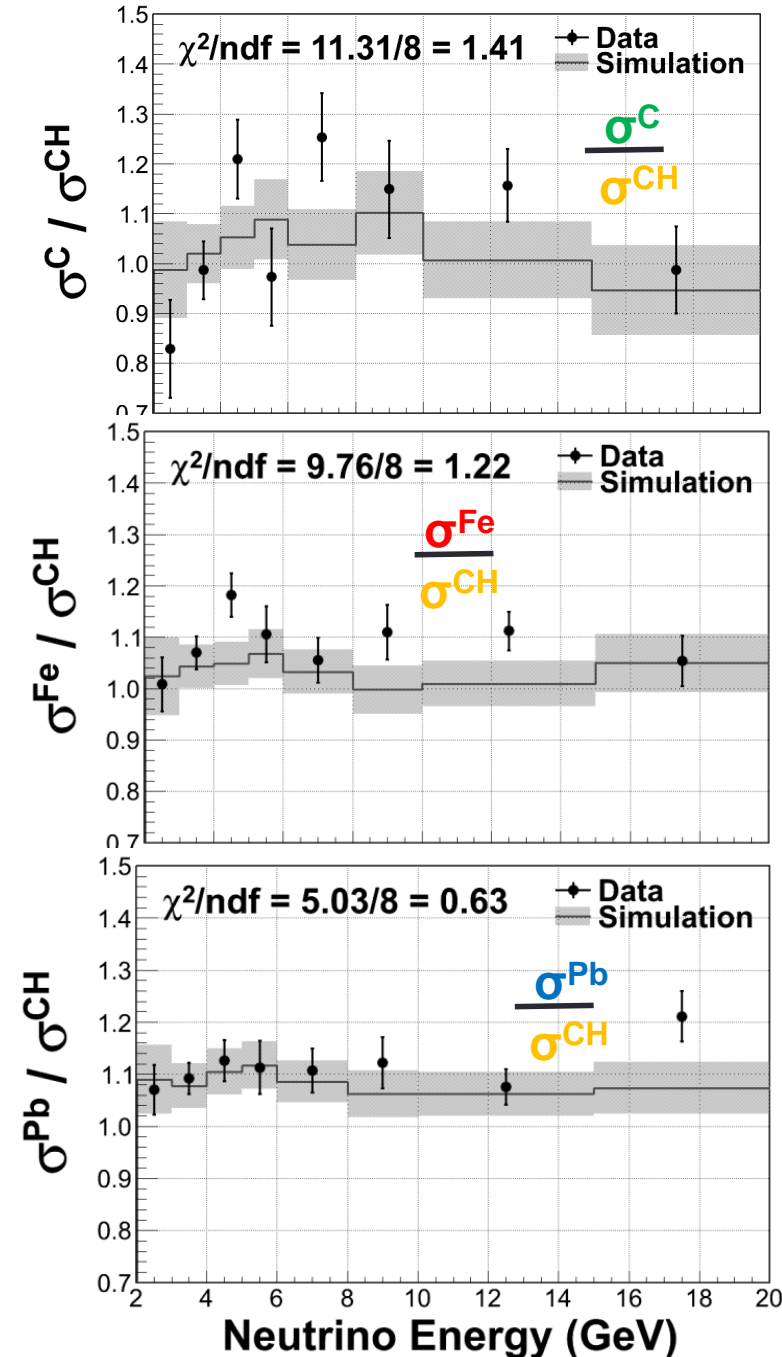 1.5
χ²/ndf = 11.31/8 = 1.41
Data
Simulation
1.4
1.3
1.2
1.1
1.0
0.9
0.8
0.7
σ^C / σ^CH
σ^C
σ^CH
1.5
χ²/ndf = 9.76/8 = 1.22
Data
Simulation
1.4
1.3
1.2
1.1
1.0
0.9
0.8
0.7
σ^Fe / σ^CH
σ^Fe
σ^CH
1.5
χ²/ndf = 5.03/8 = 0.63
Data
Simulation
1.4
1.3
1.2
1.1
1.0
0.9
0.8
0.7
σ^Pb / σ^CH
σ^Pb
σ^CH
2 4 6 8 10 12 14 16 18 20
Neutrino Energy (GeV)